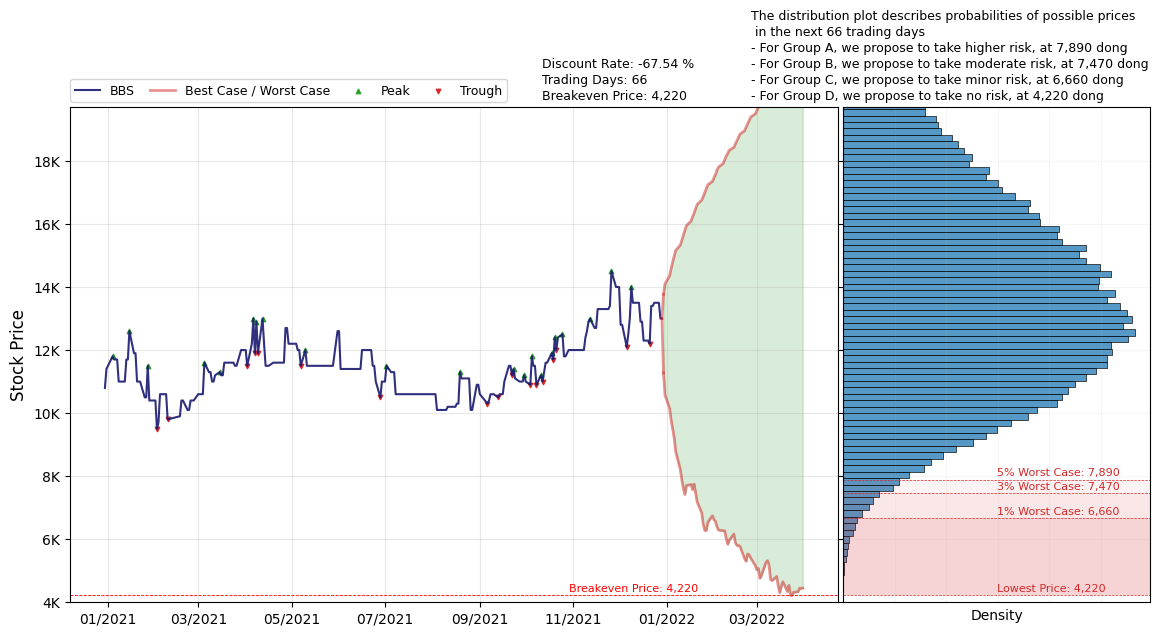 The distribution plot describes probabilities of possible prices
in the next 66 trading days
- For Group A, we propose to take higher risk, at 7,890 dong
- For Group B, we propose to take moderate risk, at 7,470 dong
- For Group C, we propose to take minor risk, at 6,660 dong
- For Group D, we propose to take no risk, at 4,220 dong
Discount Rate: -67.54 %
Trading Days: 66
Breakeven Price: 4,220
BBS
Best Case / Worst Case
Peak
Trough
Stock Price
18K
16K
14K
12K
10K
8K
6K
4K
Breakeven Price: 4,220
01/2021
03/2021
05/2021
07/2021
09/2021
11/2021
01/2022
03/2022
5% Worst Case: 7,890
3% Worst Case: 7,470
1% Worst Case: 6,660
Lowest Price: 4,220
Density